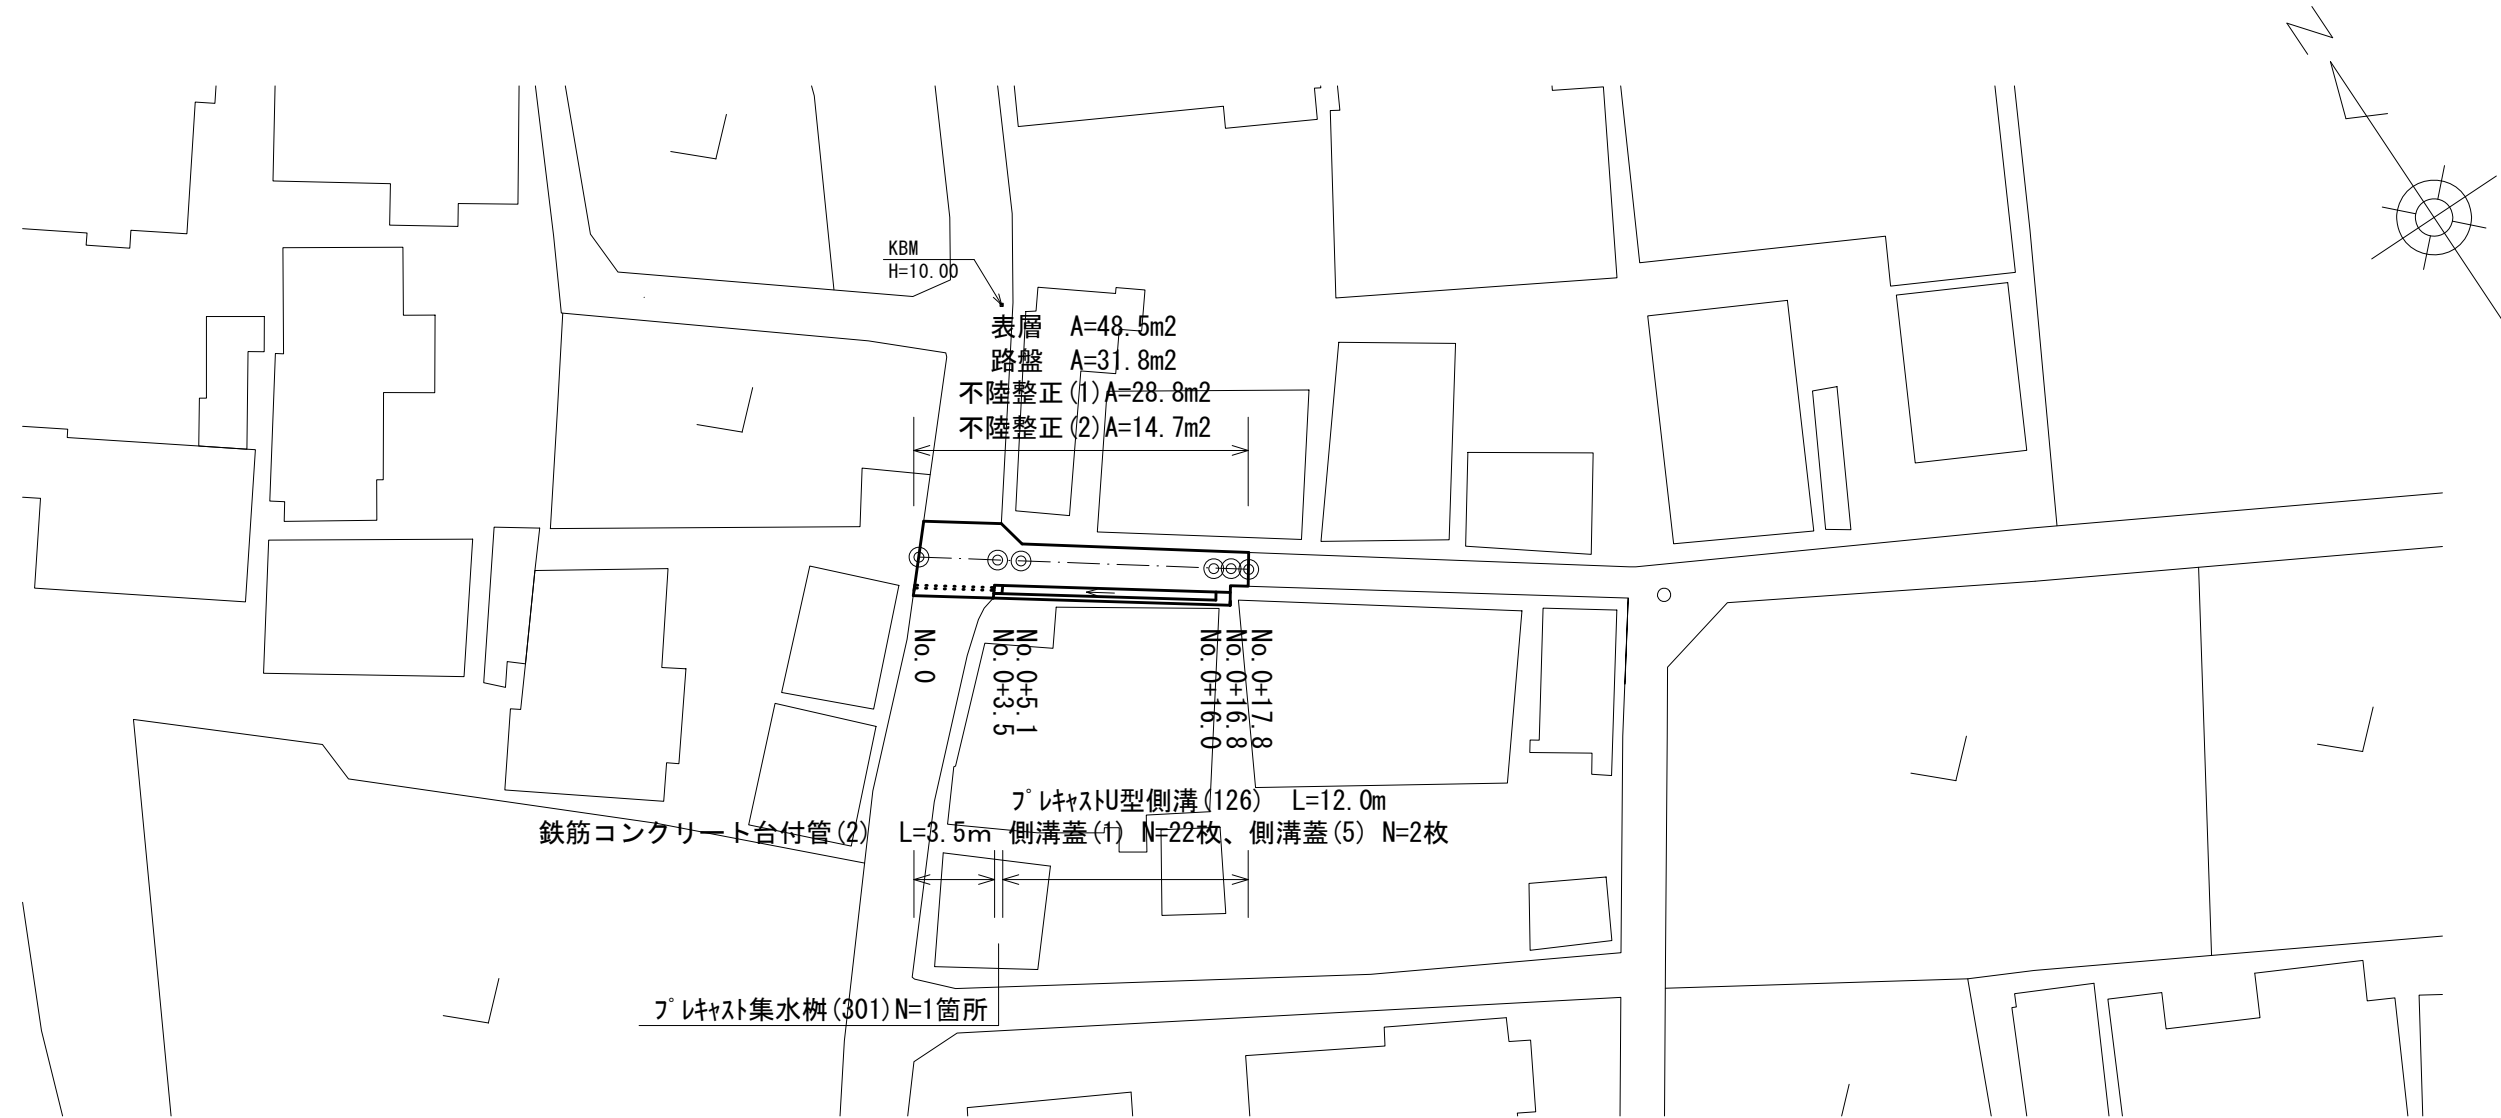 N
KBM
H=10.00
表層　A=48.5m2
路盤　A=31.8m2
不陸整正(1)A=28.8m2
不陸整正(2)A=14.7m2
No.0
No.0+3.5
No.0+5.1
No.0+16.0
No.0+16.8
No.0+17.8
ﾌﾟﾚｷｬｽﾄU型側溝(126)　L=12.0m
鉄筋コンクリート台付管(2)　L=3.5ｍ
側溝蓋(1) N=22枚、側溝蓋(5) N=2枚
ﾌﾟﾚｷｬｽﾄ集水桝(301)N=1箇所